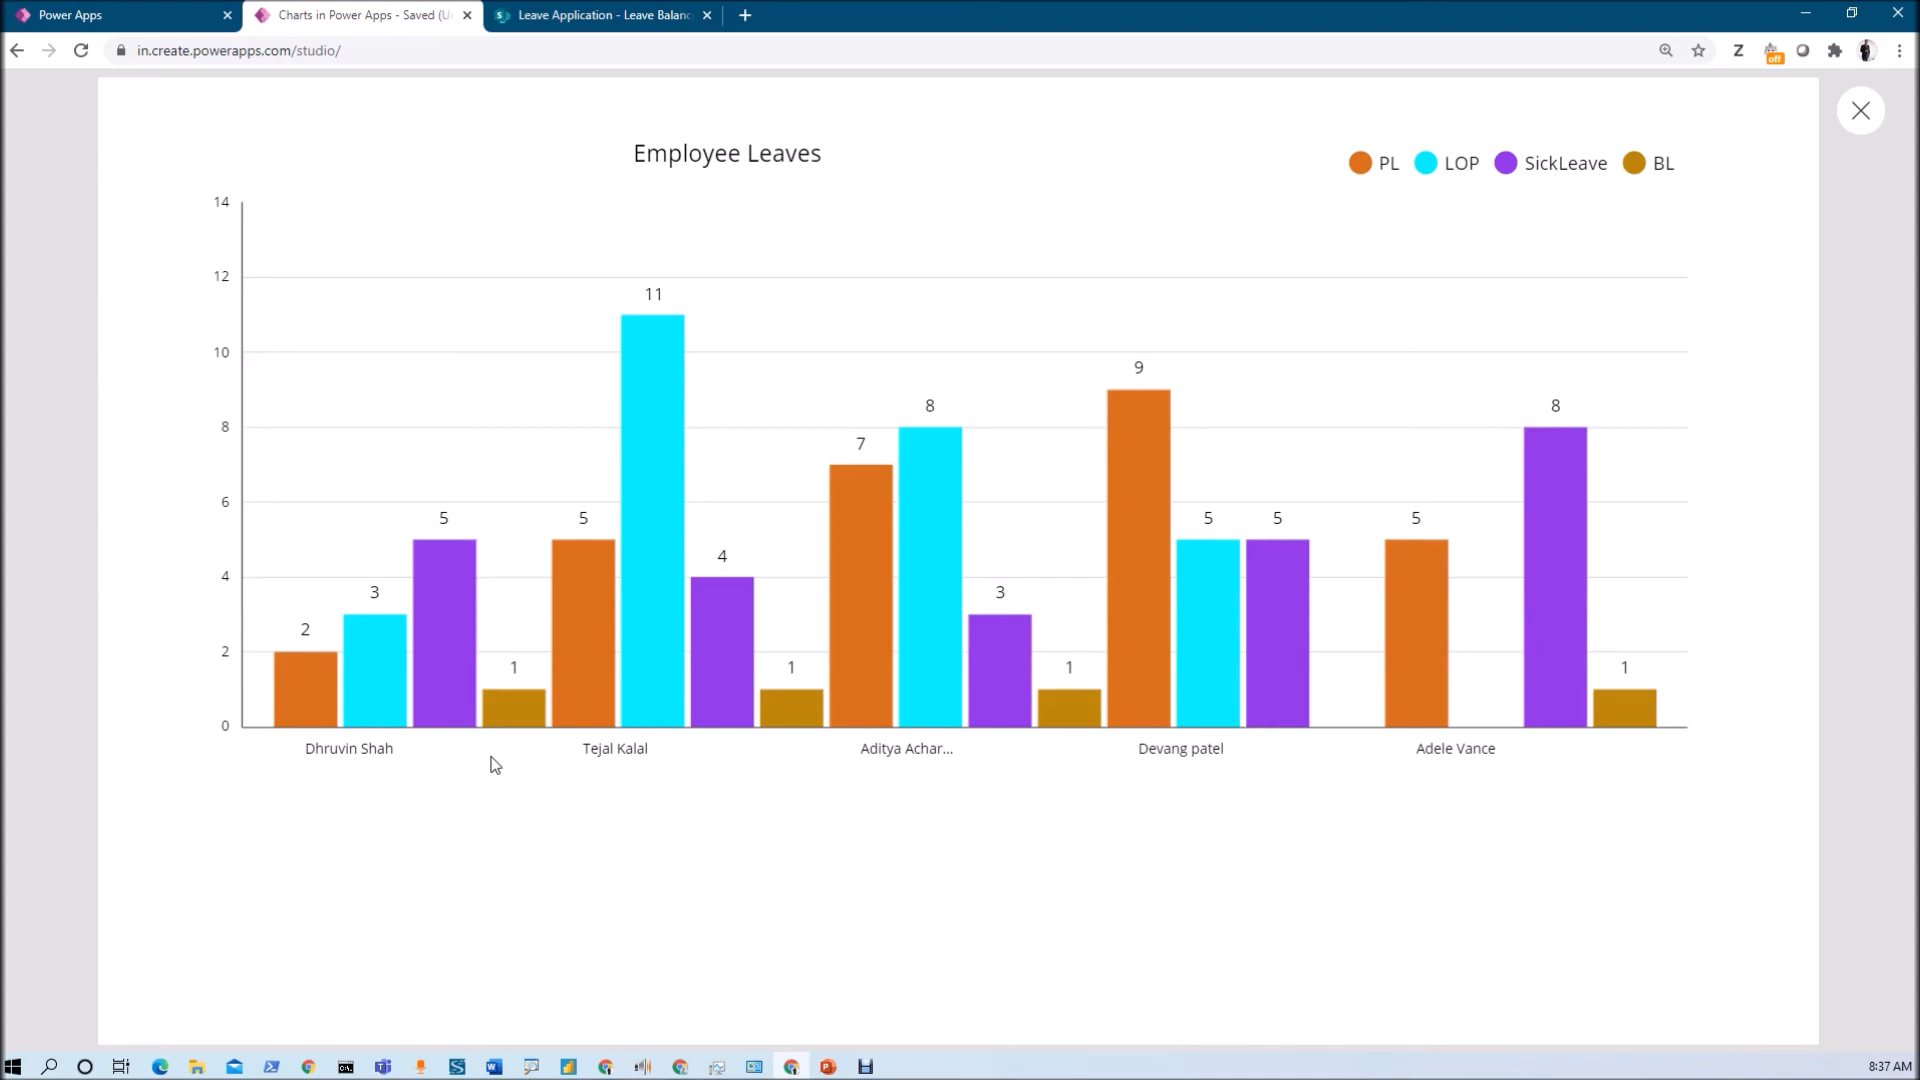 Power Apps
Charts in Power Apps - Saved (U
Leave Application - Leave Balanc
in.create.powerapps.com/studio/
Z
off
Employee Leaves
PL LOP SickLeave BL
14
12
10
8
6
4
2
0
2
3
5
1
5
11
4
1
7
8
3
1
9
5
5
5
8
1
Dhruvin Shah
Tejal Kalal
Aditya Achar...
Devang patel
Adele Vance
8:37 AM